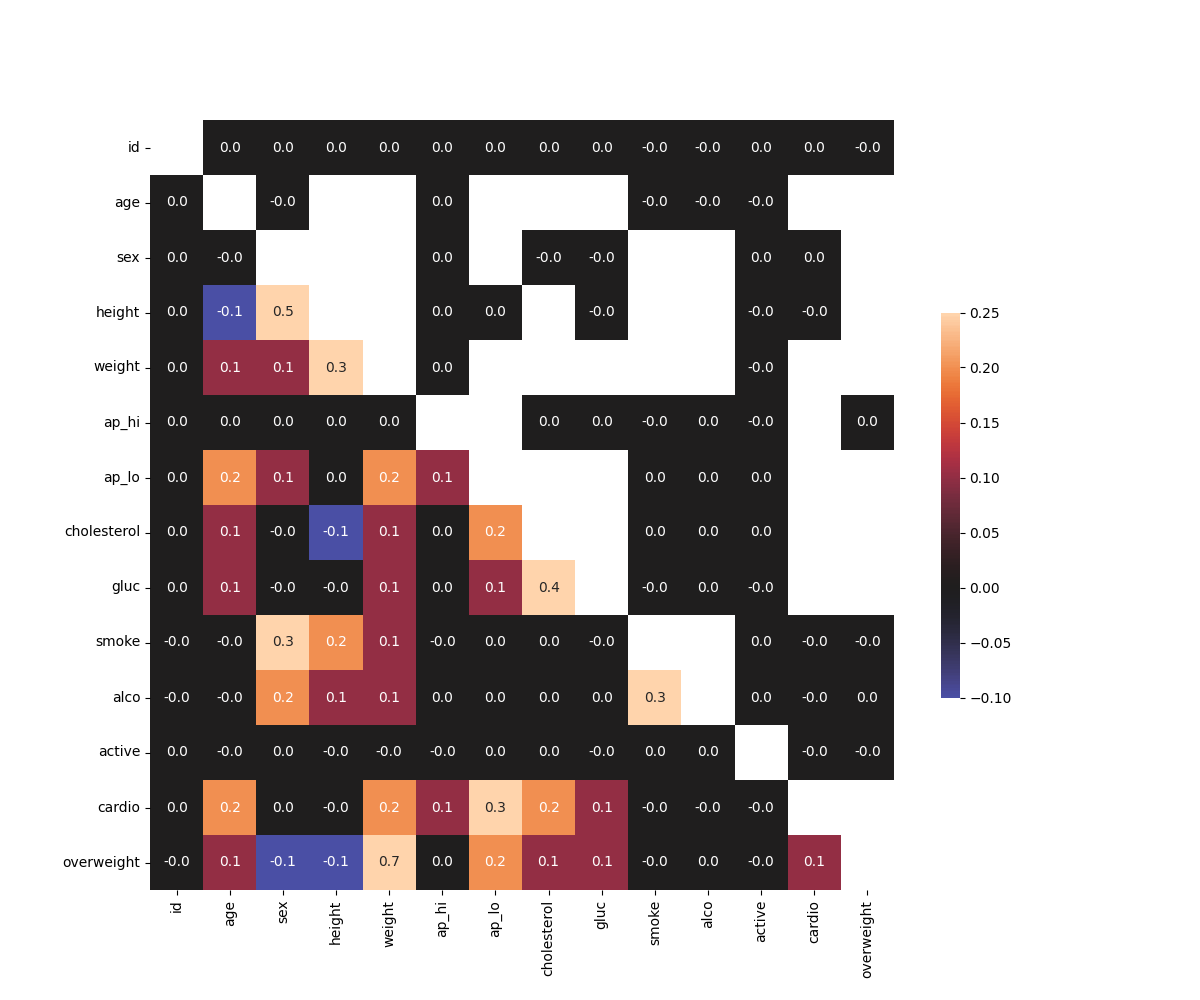 id 0.0 0.0 0.0 0.0 0.0 0.0 0.0 0.0 -0.0 -0.0 0.0 0.0 -0.0
age 0.0 -0.0 0.0 -0.0 -0.0 -0.0
sex 0.0 -0.0 0.0 -0.0 -0.0 0.0 0.0
height 0.0 -0.1 0.5 0.0 0.0 -0.0 -0.0 -0.0
weight 0.0 0.1 0.1 0.3 0.0 -0.0
ap_hi 0.0 0.0 0.0 0.0 0.0 0.0 0.0 -0.0 0.0 -0.0 0.0
ap_lo 0.0 0.2 0.1 0.0 0.2 0.1 0.0 0.0 0.0
cholesterol 0.0 0.1 -0.0 -0.1 0.1 0.0 0.2 0.0 0.0 0.0
gluc 0.0 0.1 -0.0 -0.0 0.1 0.0 0.1 0.4 -0.0 0.0 -0.0
smoke -0.0 -0.0 0.3 0.2 0.1 -0.0 0.0 0.0 -0.0 0.0 -0.0 -0.0
alco -0.0 -0.0 0.2 0.1 0.1 0.0 0.0 0.0 0.0 0.3 0.0 -0.0 0.0
active 0.0 -0.0 0.0 -0.0 -0.0 -0.0 0.0 0.0 -0.0 0.0 0.0 -0.0 -0.0
cardio 0.0 0.2 0.0 -0.0 0.2 0.1 0.3 0.2 0.1 -0.0 -0.0 -0.0
overweight -0.0 0.1 -0.1 -0.1 0.7 0.0 0.2 0.1 0.1 -0.0 0.0 -0.0 0.1
id age sex height weight ap_hi ap_lo cholesterol gluc smoke alco active cardio overweight
0.25
0.20
0.15
0.10
0.05
0.00
−0.05
−0.10